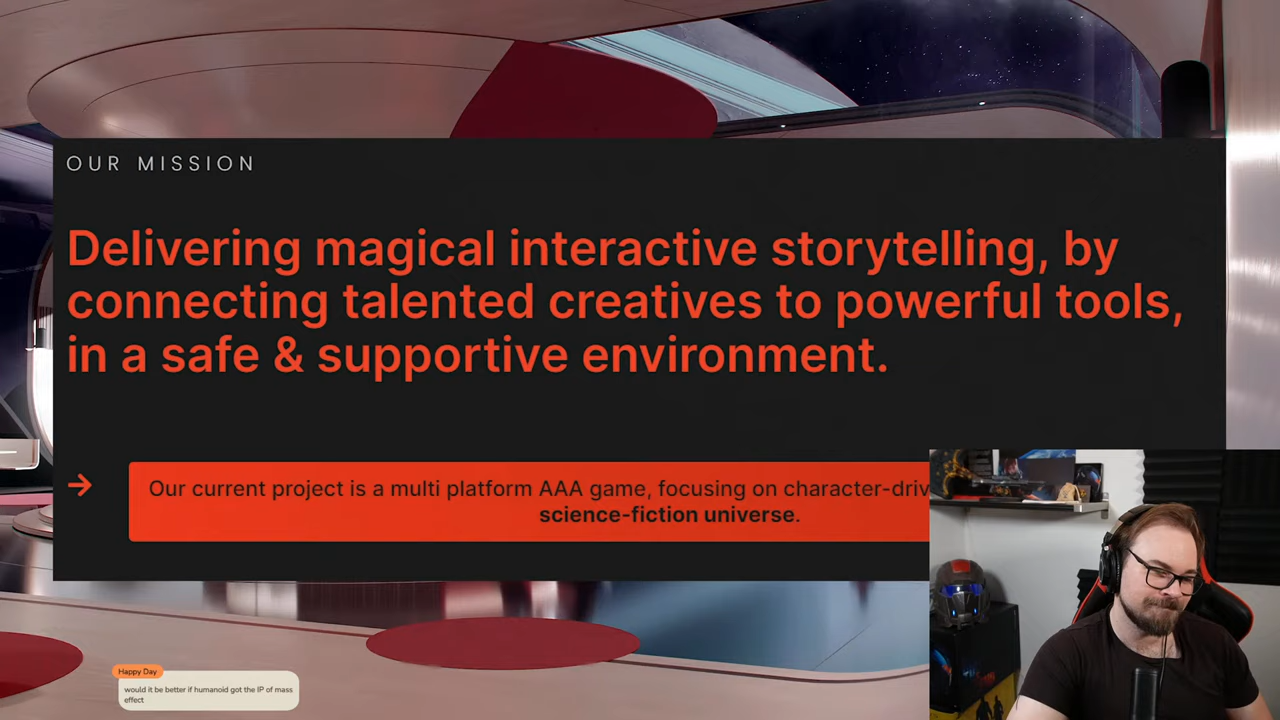 OUR MISSION
Delivering magical interactive storytelling, by
connecting talented creatives to powerful tools,
in a safe & supportive environment.
Our current project is a multi platform AAA game, focusing on character-driv
science-fiction universe.
Happy Day
would it be better if humanoid got the IP of mass
effect